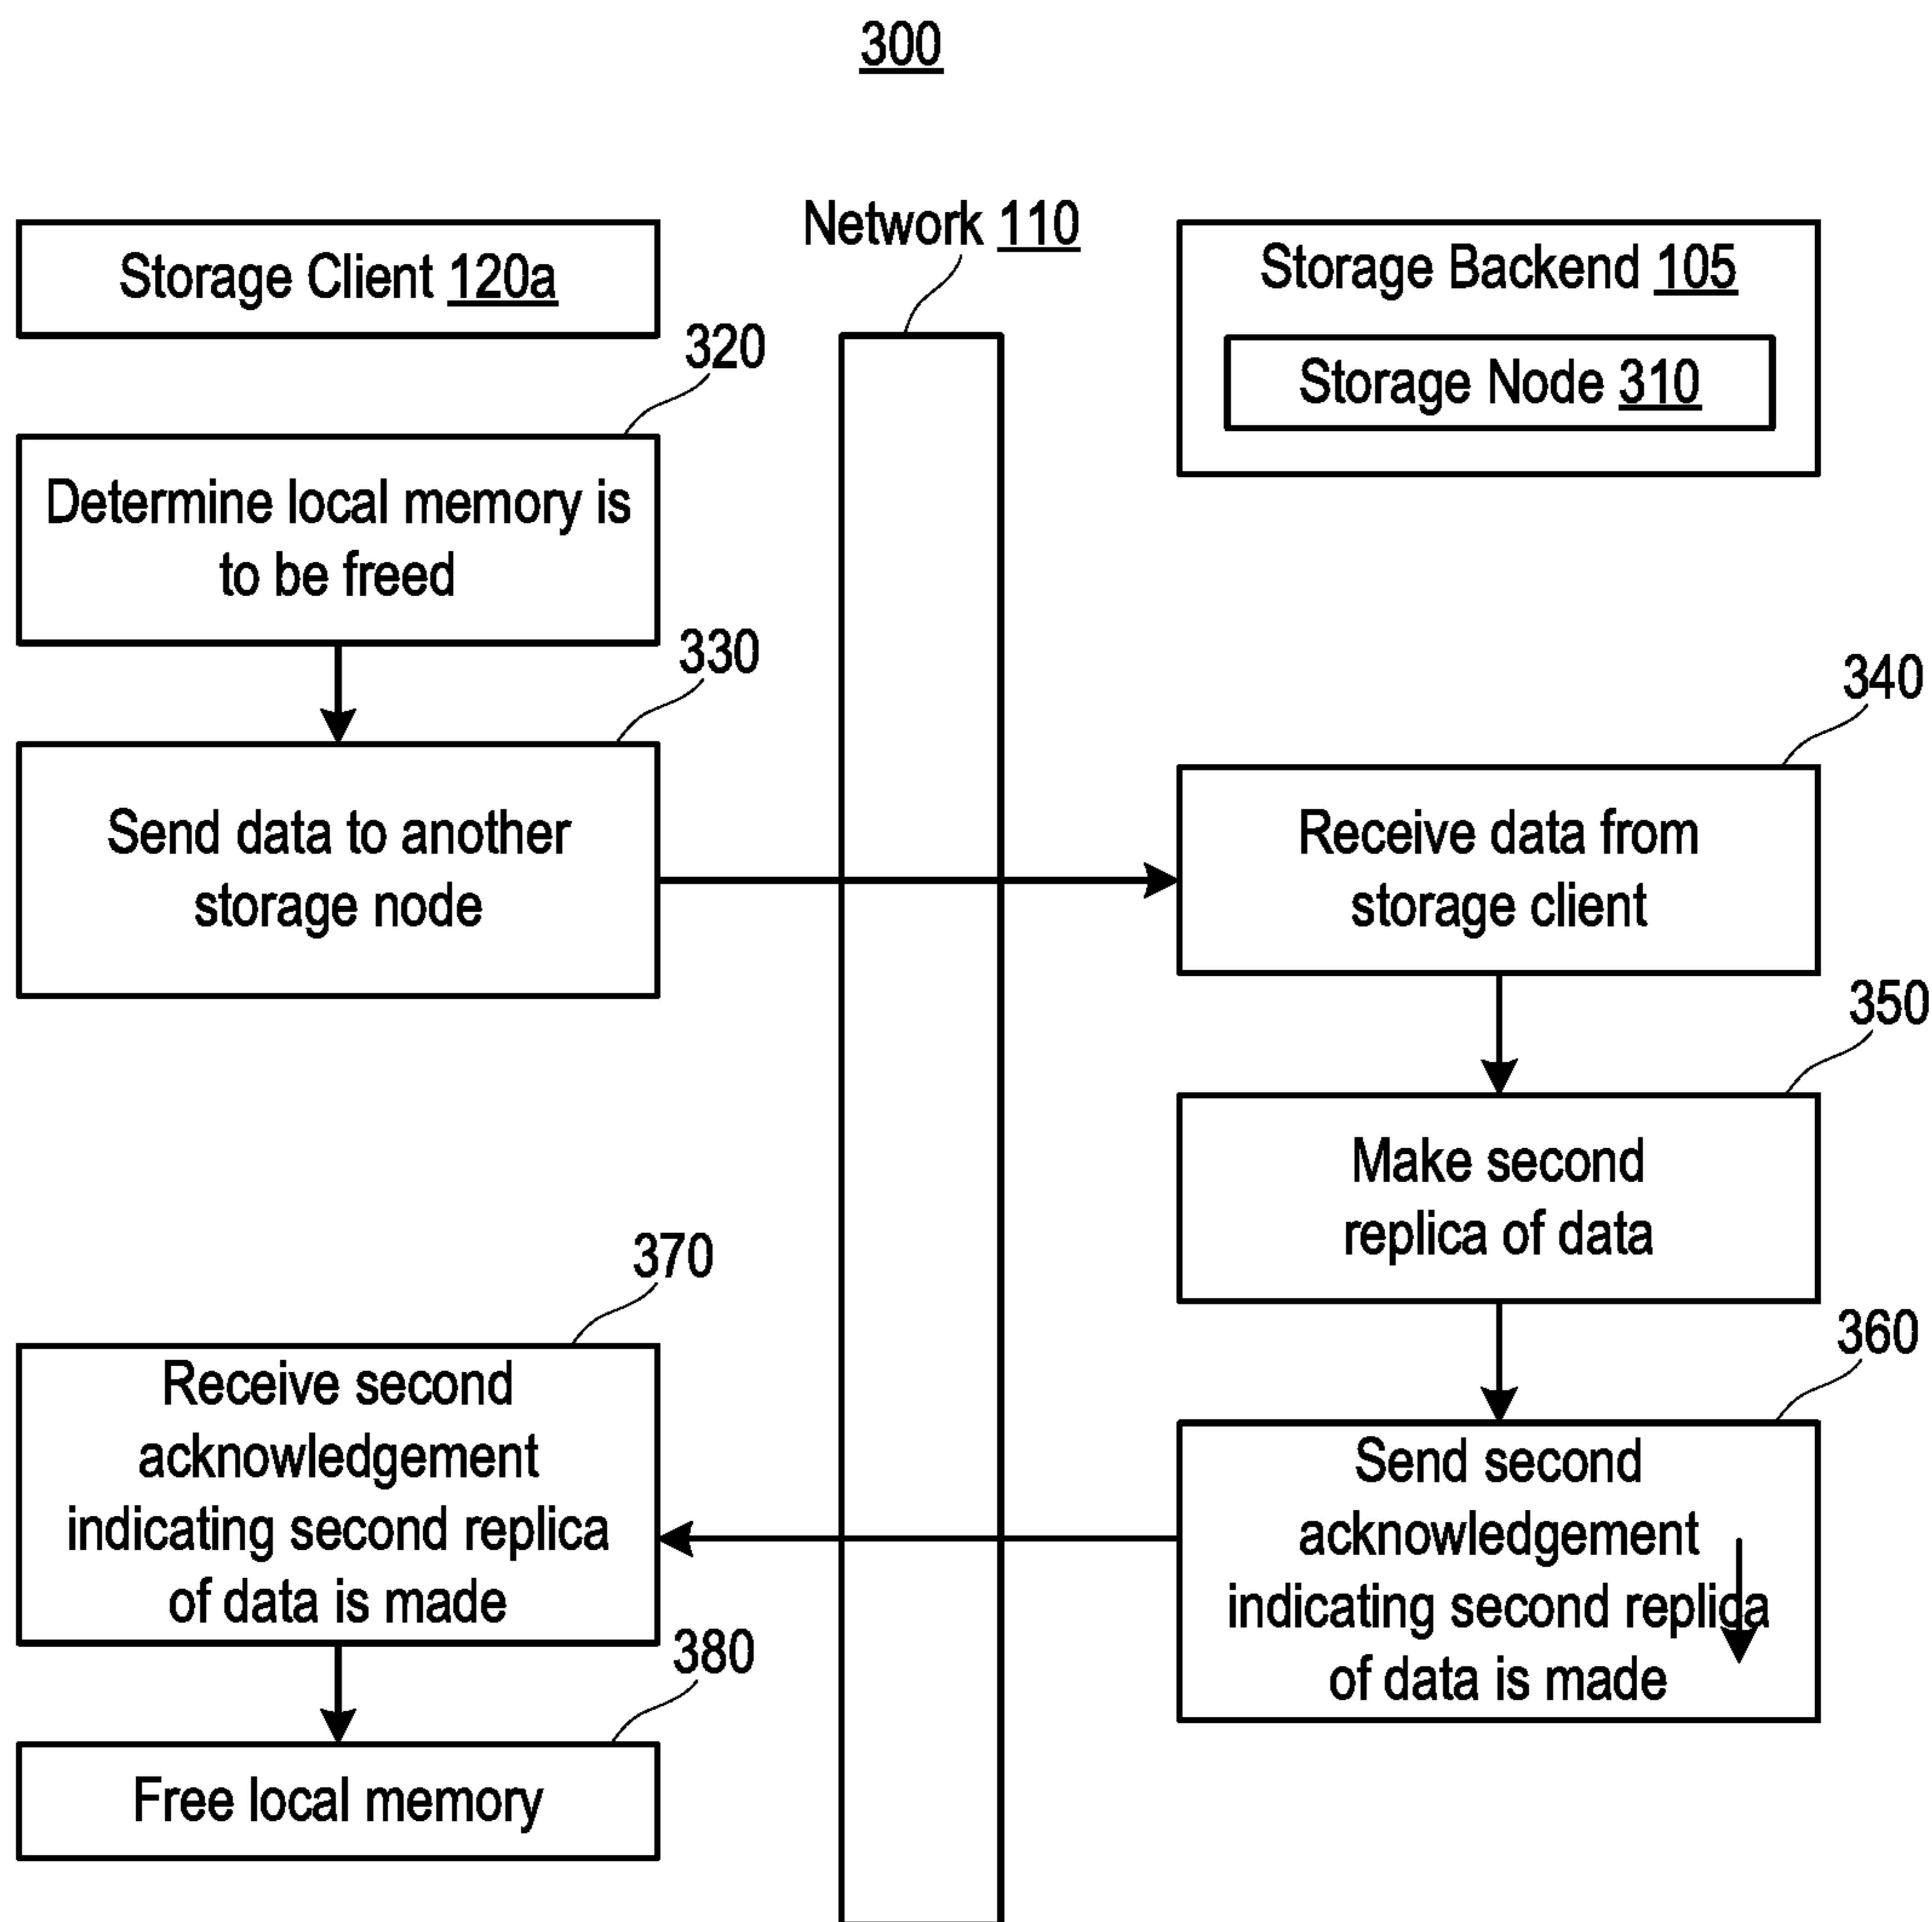 300
Network 110
Storage Client 120a
Storage Backend 105
Storage Node 310
320
Determine local memory is
to be freed
330
Send data to another
storage node
340
Receive data from
storage client
350
Make second
replica of data
360
Send second
acknowledgement
indicating second replica
of data is made
370
Receive second
acknowledgement
indicating second replica
of data is made
380
Free local memory